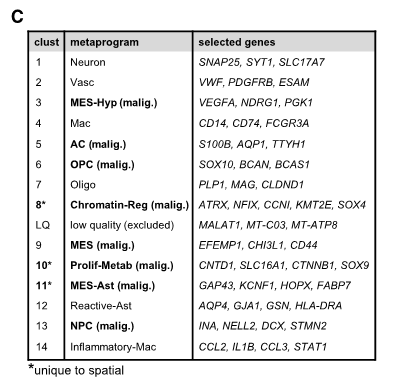 C
clust metaprogram selected genes
1 Neuron SNAP25, SYT1, SLC17A7
2 Vasc VWF, PDGFRB, ESAM
3 MES-Hyp (malig.) VEGFA, NDRG1, PGK1
4 Mac CD14, CD74, FCGR3A
5 AC (malig.) S100B, AQP1, TTYH1
6 OPC (malig.) SOX10, BCAN, BCAS1
7 Oligo PLP1, MAG, CLDND1
8* Chromatin-Reg (malig.) ATRX, NFIX, CCNI, KMT2E, SOX4
LQ low quality (excluded) MALAT1, MT-C03, MT-ATP8
9 MES (malig.) EFEMP1, CHI3L1, CD44
10* Prolif-Metab (malig.) CNTD1, SLC16A1, CTNNB1, SOX9
11* MES-Ast (malig.) GAP43, KCNF1, HOPX, FABP7
12 Reactive-Ast AQP4, GJA1, GSN, HLA-DRA
13 NPC (malig.) INA, NELL2, DCX, STMN2
14 Inflammatory-Mac CCL2, IL1B, CCL3, STAT1
*unique to spatial